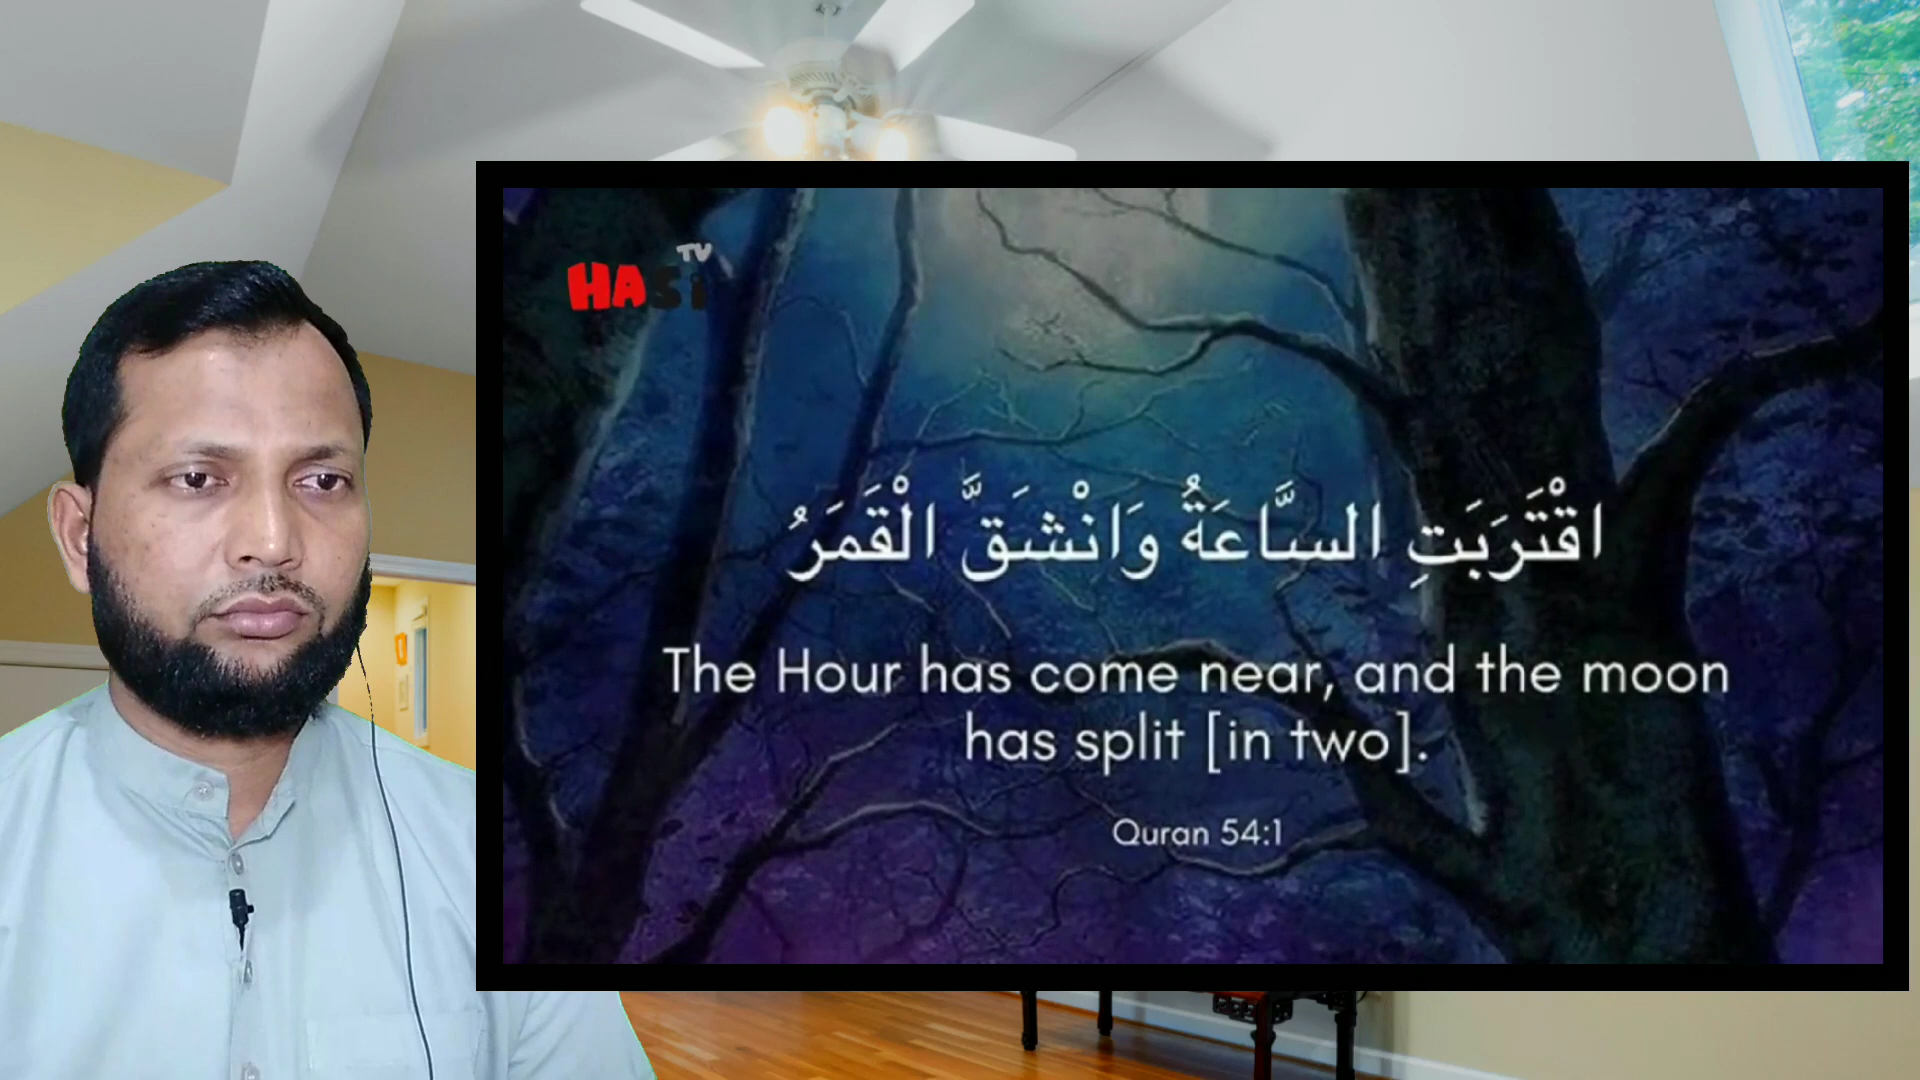 TV
HASi
اقْتَرَبَتِ السَّاعَةُ وَانْشَقَّ الْقَمَرُ
The Hour has come near, and the moon
has split [in two].
Quran 54:1